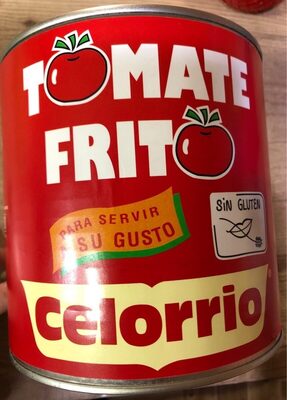 TOMATE
FRITO
PARA SERVIR
SU GUSTO
SIN GLUTEN
Celorrio